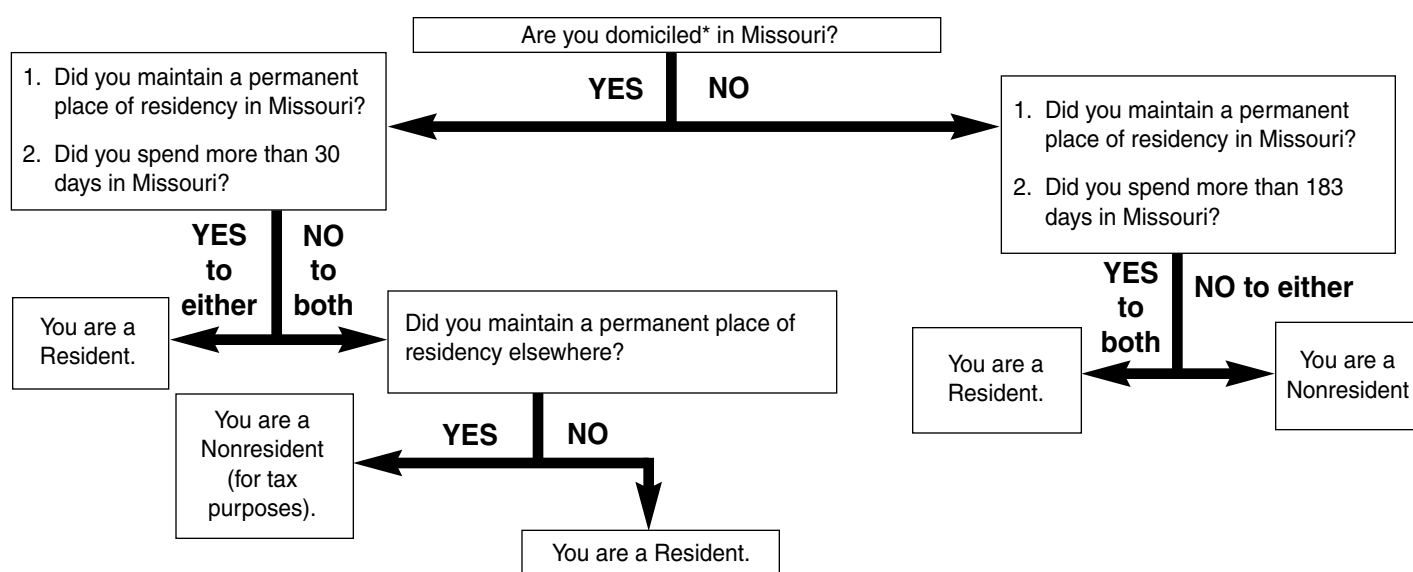 Are you domiciled* in Missouri?
YES
NO
1. Did you maintain a permanent
place of residency in Missouri?
2. Did you spend more than 30
days in Missouri?
1. Did you maintain a permanent
place of residency in Missouri?
2. Did you spend more than 183
days in Missouri?
YES
to
either
NO
to
both
YES
to
both
NO to either
You are a
Resident.
Did you maintain a permanent place of
residency elsewhere?
You are a
Resident.
You are a
Nonresident
You are a
Nonresident
(for tax
purposes).
YES
NO
You are a Resident.